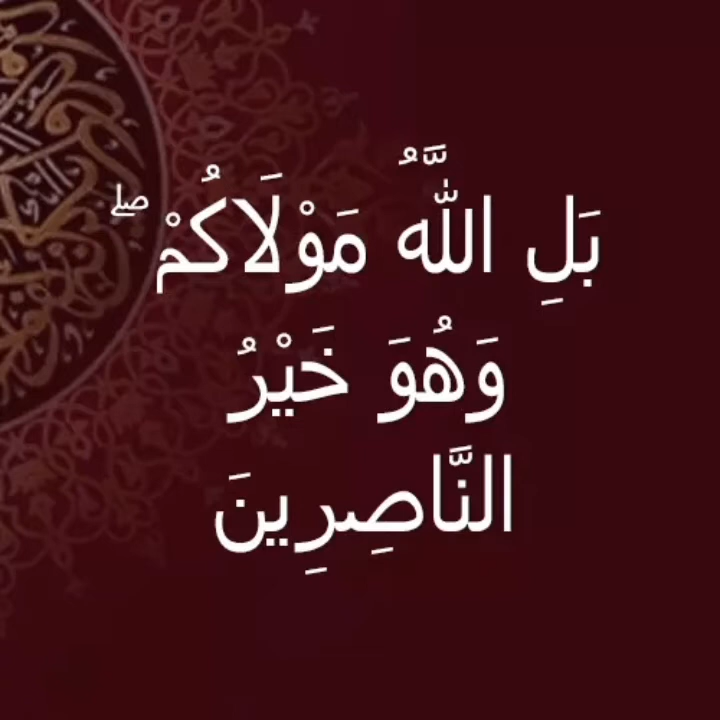 بَلِ اللَّهُ مَوْلَاكُمْ ۖ
وَهُوَ خَيْرُ
النَّاصِرِينَ